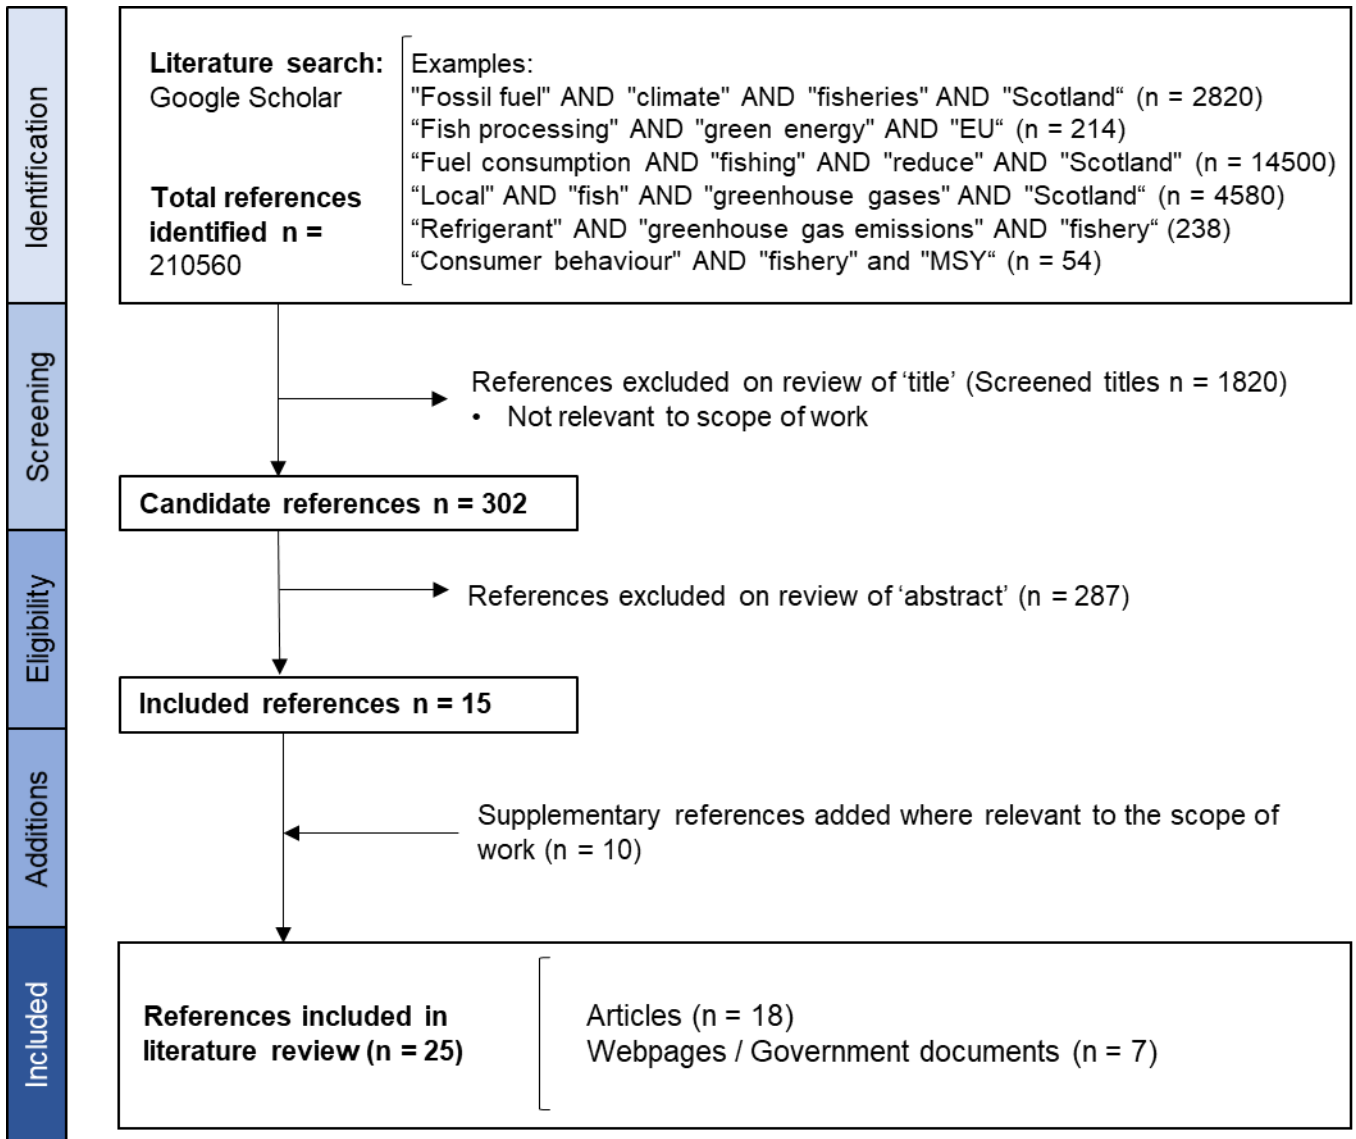 Identification
Literature search:
Google Scholar
Total references
identified n =
210560
Examples:
"Fossil fuel" AND "climate" AND "fisheries" AND "Scotland“ (n = 2820)
“Fish processing" AND "green energy" AND "EU“ (n = 214)
“Fuel consumption AND "fishing" AND "reduce" AND "Scotland" (n = 14500)
“Local" AND "fish" AND "greenhouse gases" AND "Scotland“ (n = 4580)
“Refrigerant" AND "greenhouse gas emissions" AND "fishery“ (238)
“Consumer behaviour" AND "fishery" and "MSY“ (n = 54)
Screening
References excluded on review of ‘title’ (Screened titles n = 1820)
• Not relevant to scope of work
Candidate references n = 302
Eligibility
References excluded on review of ‘abstract’ (n = 287)
Included references n = 15
Additions
Supplementary references added where relevant to the scope of
work (n = 10)
Included
References included in
literature review (n = 25)
Articles (n = 18)
Webpages / Government documents (n = 7)